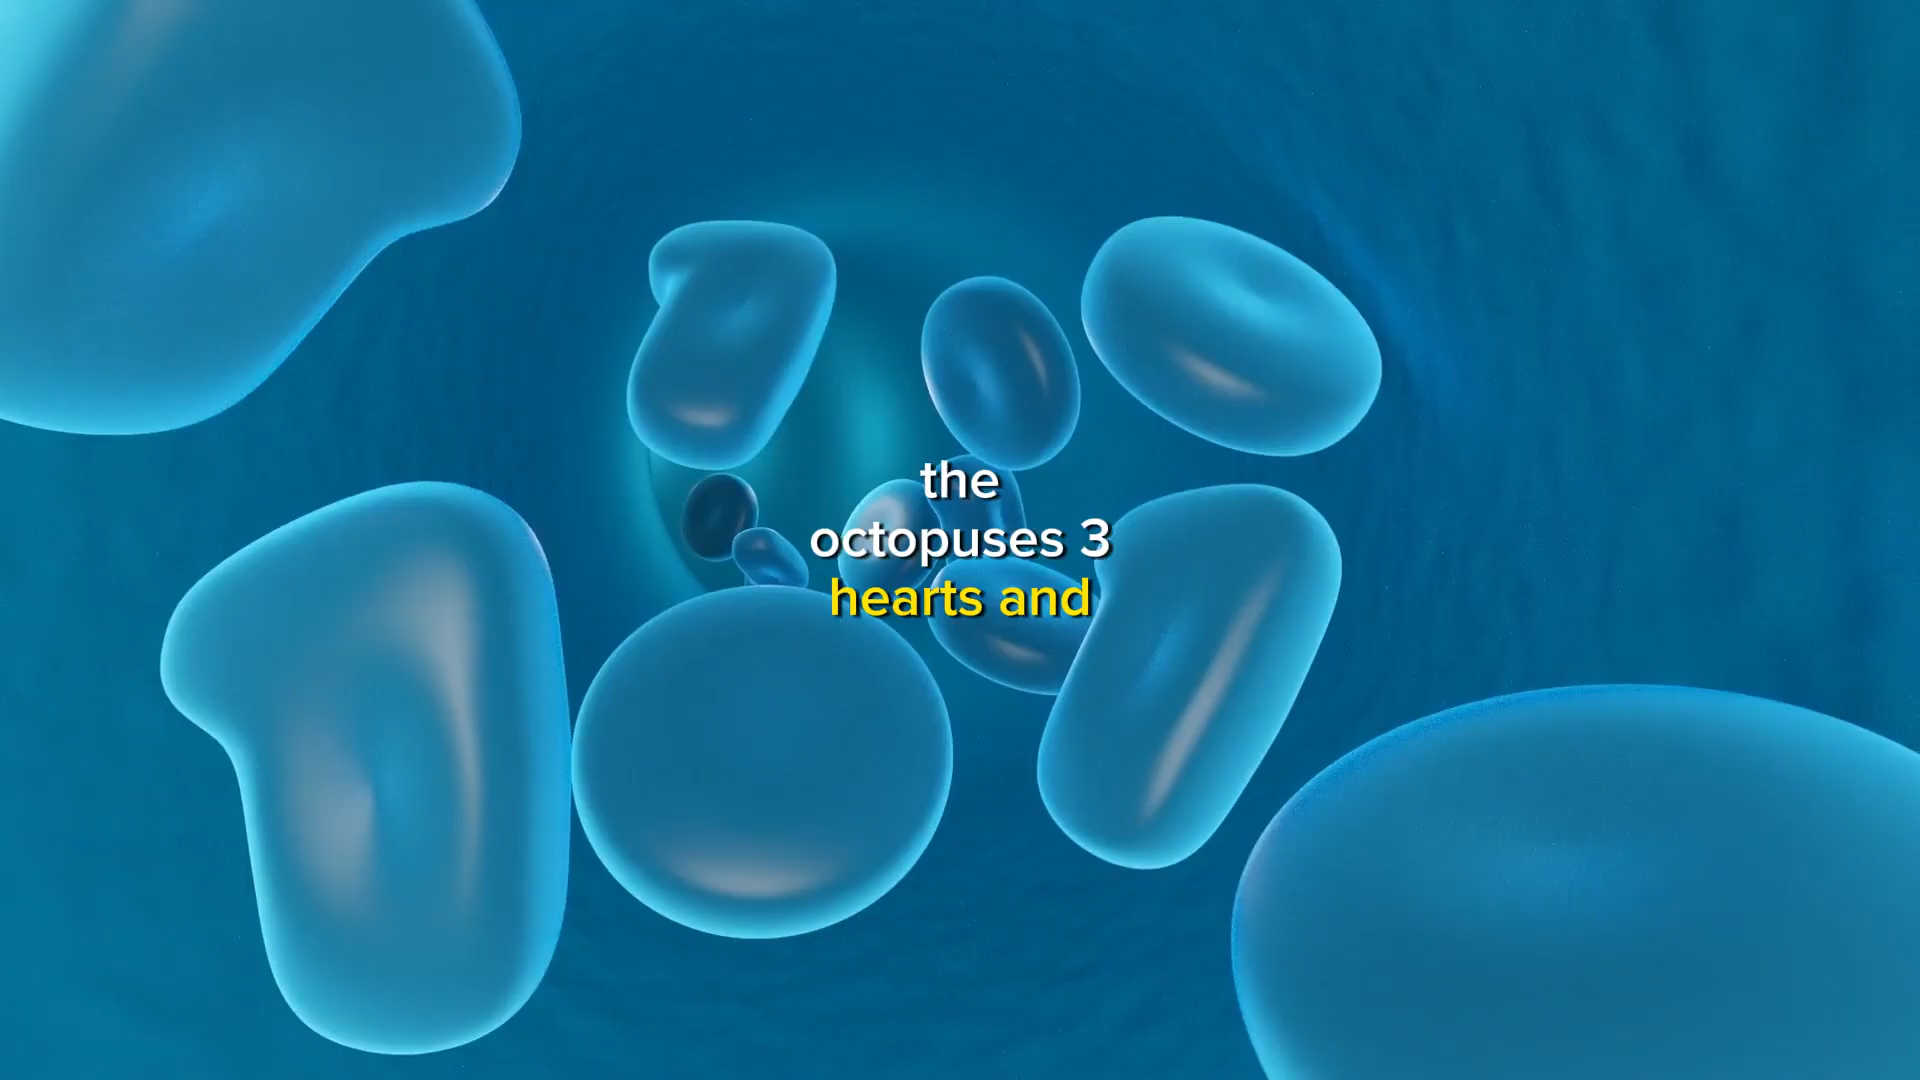 the
octopuses 3
hearts and